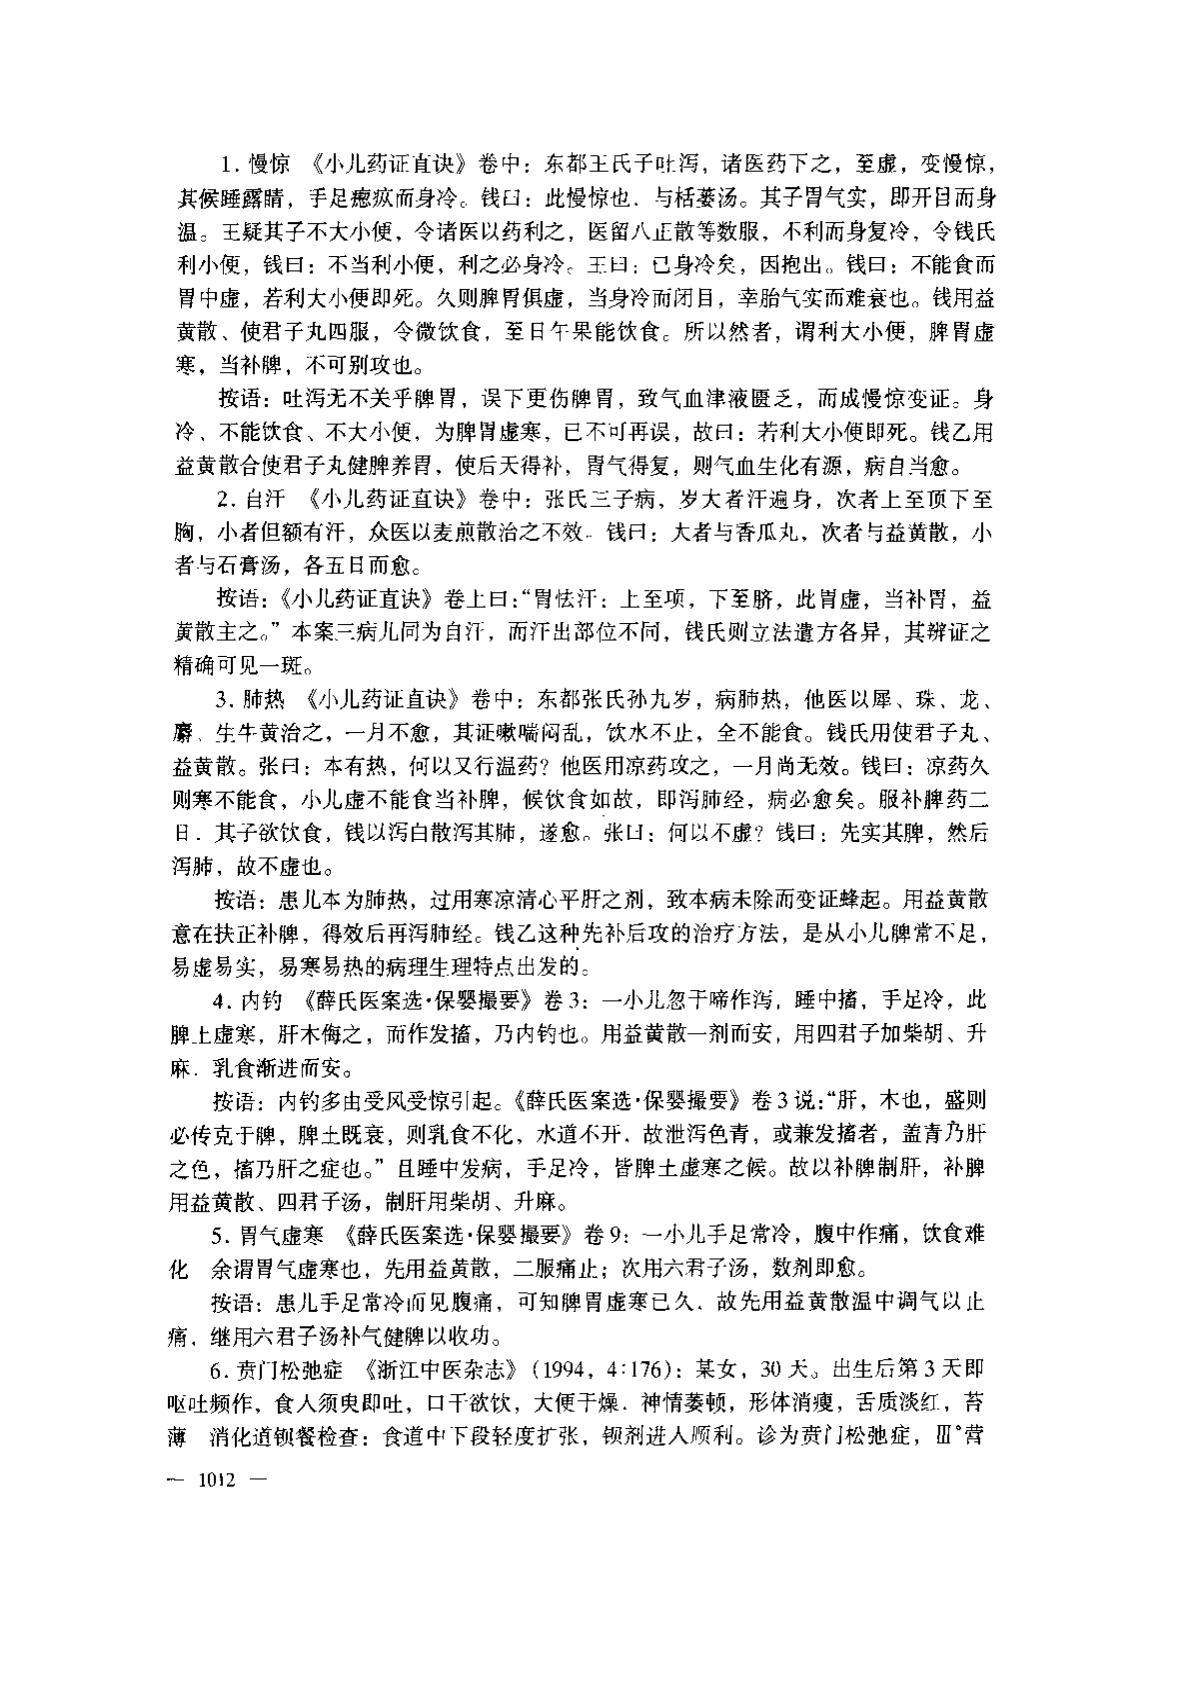 1. 慢惊 《小儿药证直诀》卷中：东都王氏子吐泻，诸医药下之，至虚，变慢惊，
其候睡露睛，手足瘛疭而身冷。钱曰：此慢惊也．与栝蒌汤。其子胃气实，即开目而身
温。王疑其子不大小便，令诸医以药利之，医留八正散等数服，不利而身复冷，令钱氏
利小便，钱曰：不当利小便，利之必身冷。王曰：已身冷矣，因抱出。钱曰：不能食而
胃中虚，若利大小便即死。久则脾胃俱虚，当身冷而闭目，幸胎气实而难衰也。钱用益
黄散、使君子丸四服，令微饮食，至日午果能饮食。所以然者，谓利大小便，脾胃虚
寒，当补脾，不可别攻也。
按语：吐泻无不关乎脾胃，误下更伤脾胃，致气血津液匮乏，而成慢惊变证。身
冷、不能饮食、不大小便，为脾胃虚寒，已不可再误，故曰：若利大小便即死。钱乙用
益黄散合使君子丸健脾养胃，使后天得补，胃气得复，则气血生化有源，病自当愈。
2. 自汗 《小儿药证直诀》卷中：张氏三子病，岁大者汗遍身，次者上至顶下至
胸，小者但额有汗，众医以麦煎散治之不效。钱曰：大者与香瓜丸，次者与益黄散，小
者与石膏汤，各五日而愈。
按语：《小儿药证直诀》卷上曰：“胃怯汗：上至项，下至脐，此胃虚，当补胃，益
黄散主之。”本案三病儿同为自汗，而汗出部位不同，钱氏则立法遣方各异，其辨证之
精确可见一斑。
3. 肺热 《小儿药证直诀》卷中：东都张氏孙九岁，病肺热，他医以犀、珠、龙、
麝、生牛黄治之，一月不愈，其证嗽喘闷乱，饮水不止，全不能食。钱氏用使君子丸、
益黄散。张曰：本有热，何以又行温药？他医用凉药攻之，一月尚无效。钱曰：凉药久
则寒不能食，小儿虚不能食当补脾，候饮食如故，即泻肺经，病必愈矣。服补脾药二
日．其子欲饮食，钱以泻白散泻其肺，遂愈。张曰：何以不虚？钱曰：先实其脾，然后
泻肺，故不虚也。
按语：患儿本为肺热，过用寒凉清心平肝之剂，致本病未除而变证蜂起。用益黄散
意在扶正补脾，得效后再泻肺经。钱乙这种先补后攻的治疗方法，是从小儿脾常不足，
易虚易实，易寒易热的病理生理特点出发的。
4. 内钓 《薛氏医案选·保婴撮要》卷3：一小儿忽干啼作泻，睡中搐，手足冷，此
脾土虚寒，肝木侮之，而作发搐，乃内钓也。用益黄散一剂而安，用四君子加柴胡、升
麻．乳食渐进而安。
按语：内钓多由受风受惊引起。《薛氏医案选·保婴撮要》卷3说：“肝，木也，盛则
必传克于脾，脾土既衰，则乳食不化，水道不开．故泄泻色青，或兼发搐者，盖青乃肝
之色，搐乃肝之症也。”且睡中发病，手足冷，皆脾土虚寒之候。故以补脾制肝，补脾
用益黄散、四君子汤，制肝用柴胡、升麻。
5. 胃气虚寒 《薛氏医案选·保婴撮要》卷9：一小儿手足常冷，腹中作痛，饮食难
化 余谓胃气虚寒也，先用益黄散，二服痛止；次用六君子汤，数剂即愈。
按语：患儿手足常冷而见腹痛，可知脾胃虚寒已久．故先用益黄散温中调气以止
痛，继用六君子汤补气健脾以收功。
6. 贲门松弛症 《浙江中医杂志》（1994，4:176）：某女，30天。出生后第3天即
呕吐频作，食入须臾即吐，口干欲饮，大便干燥．神情萎顿，形体消瘦，舌质淡红，苔
薄 消化道钡餐检查：食道中下段轻度扩张，钡剂进入顺利。诊为贲门松弛症，Ⅲ°营
— 1012 —